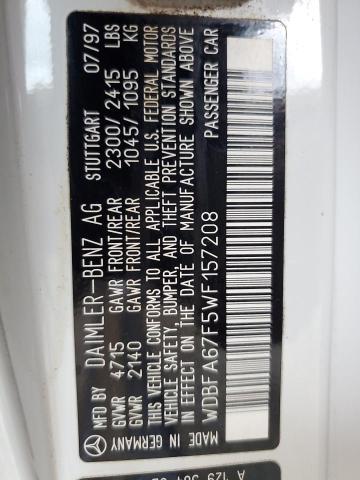 MFD BY DAIMLER-BENZ AG STUTTGART 07/97
GVWR 4715 GAWR FRONT/REAR 2300/2415 LBS
GVWR 2140 GAWR FRONT/REAR 1045/1095 KG
THIS VEHICLE CONFORMS TO ALL APPLICABLE U.S. FEDERAL MOTOR
VEHICLE SAFETY, BUMPER, AND THEFT PREVENTION STANDARDS
IN EFFECT ON THE DATE OF MANUFACTURE SHOWN ABOVE
WDBFA67F5WF157208 PASSENGER CAR
MADE IN GERMANY
A 129